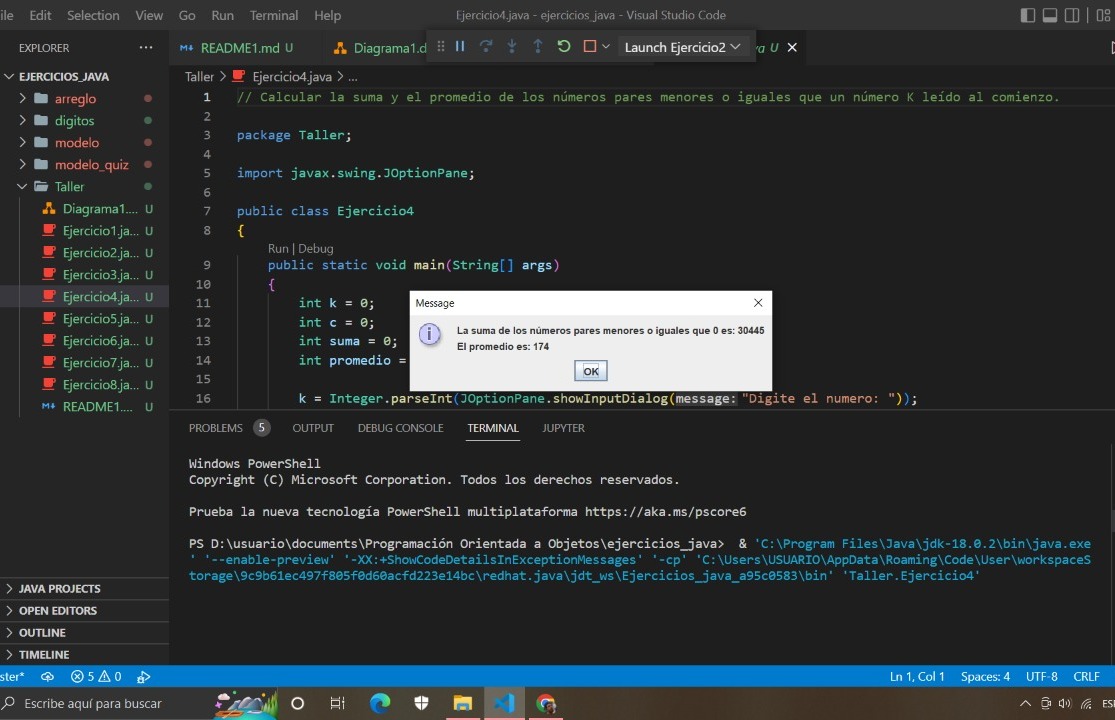 ile Edit Selection View Go Run Terminal Help Ejercicio4.java - ejercicios_java - Visual Studio Code
EXPLORER ···
README1.md U
Diagrama1.d
Launch Ejercicio2
va U
EJERCICIOS_JAVA
arreglo
digitos
modelo
modelo_quiz
Taller
Diagrama1.... U
Ejercicio1.ja... U
Ejercicio2.ja... U
Ejercicio3.ja... U
Ejercicio4.ja... U
Ejercicio5.ja... U
Ejercicio6.ja... U
Ejercicio7.ja... U
Ejercicio8.ja... U
README1.... U
JAVA PROJECTS
OPEN EDITORS
OUTLINE
TIMELINE
Taller > Ejercicio4.java > ...
1 // Calcular la suma y el promedio de los números pares menores o iguales que un número K leído al comienzo.
2
3 package Taller;
4
5 import javax.swing.JOptionPane;
6
7 public class Ejercicio4
8 {
Run | Debug
9 public static void main(String[] args)
10 {
11 int k = 0;
12 int c = 0;
13 int suma = 0;
14 int promedio =
15
16 k = Integer.parseInt(JOptionPane.showInputDialog(message:"Digite el numero: "));
Message
La suma de los números pares menores o iguales que 0 es: 30445
El promedio es: 174
OK
PROBLEMS 5 OUTPUT DEBUG CONSOLE TERMINAL JUPYTER
Windows PowerShell
Copyright (C) Microsoft Corporation. Todos los derechos reservados.
Prueba la nueva tecnología PowerShell multiplataforma https://aka.ms/pscore6
PS D:\usuario\documents\Programación Orientada a Objetos\ejercicios_java> & 'C:\Program Files\Java\jdk-18.0.2\bin\java.exe
' '--enable-preview' '-XX:+ShowCodeDetailsInExceptionMessages' '-cp' 'C:\Users\USUARIO\AppData\Roaming\Code\User\workspaceS
torage\9c9b61ec497f805f0d60acfd223e14bc\redhat.java\jdt_ws\Ejercicios_java_a95c0583\bin' 'Taller.Ejercicio4'
ster* 5 0 Ln 1, Col 1 Spaces: 4 UTF-8 CRLF
Escribe aquí para buscar
ES